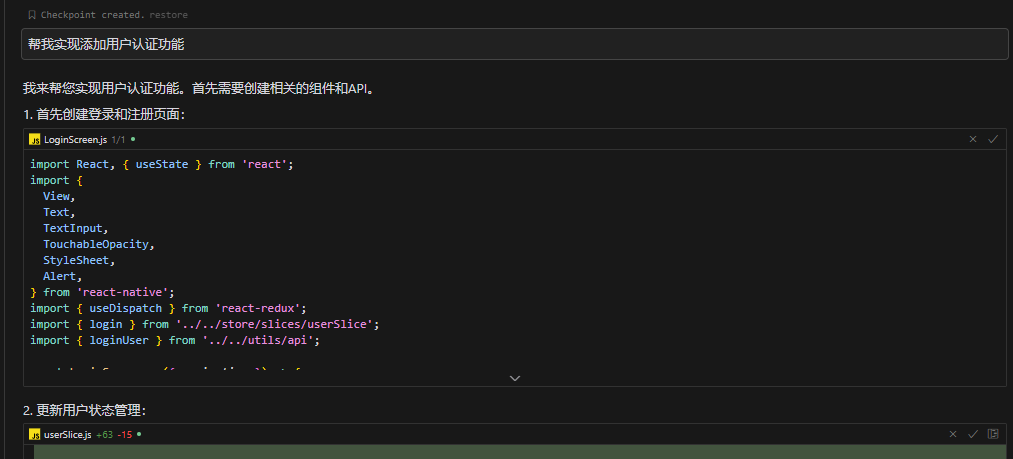 Checkpoint created. restore
帮我实现添加用户认证功能
我来帮您实现用户认证功能。首先需要创建相关的组件和API。
1. 首先创建登录和注册页面：
JS LoginScreen.js 1/1
import React, { useState } from 'react';
import {
  View,
  Text,
  TextInput,
  TouchableOpacity,
  StyleSheet,
  Alert,
} from 'react-native';
import { useDispatch } from 'react-redux';
import { login } from '../../store/slices/userSlice';
import { loginUser } from '../../utils/api';
2. 更新用户状态管理：
JS userSlice.js +63 -15